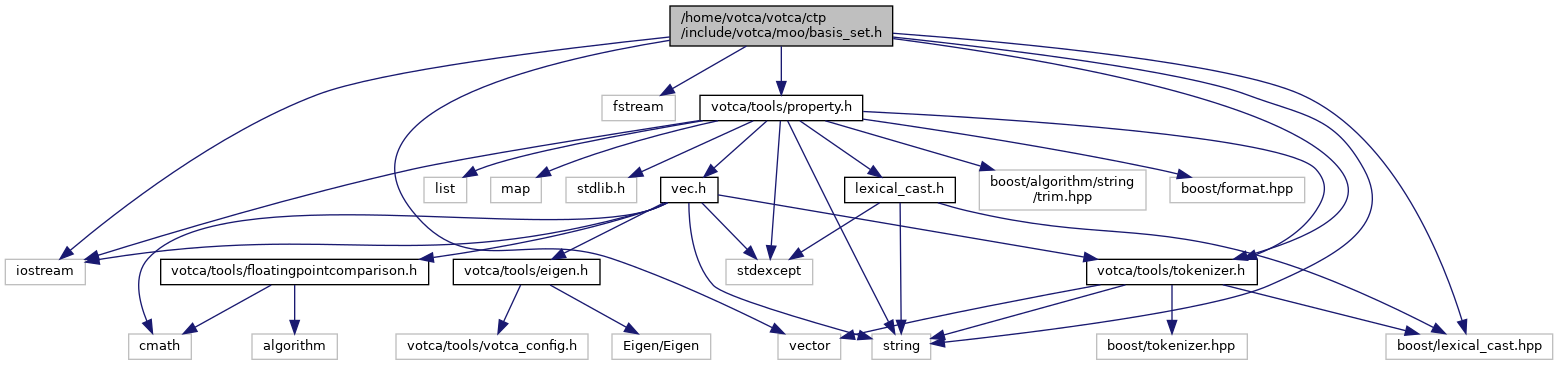 /home/votca/votca/ctp
/include/votca/moo/basis_set.h
fstream
votca/tools/property.h
list
map
stdlib.h
vec.h
lexical_cast.h
boost/algorithm/string
/trim.hpp
boost/format.hpp
iostream
votca/tools/floatingpointcomparison.h
votca/tools/eigen.h
stdexcept
votca/tools/tokenizer.h
cmath
algorithm
votca/tools/votca_config.h
Eigen/Eigen
vector
string
boost/tokenizer.hpp
boost/lexical_cast.hpp